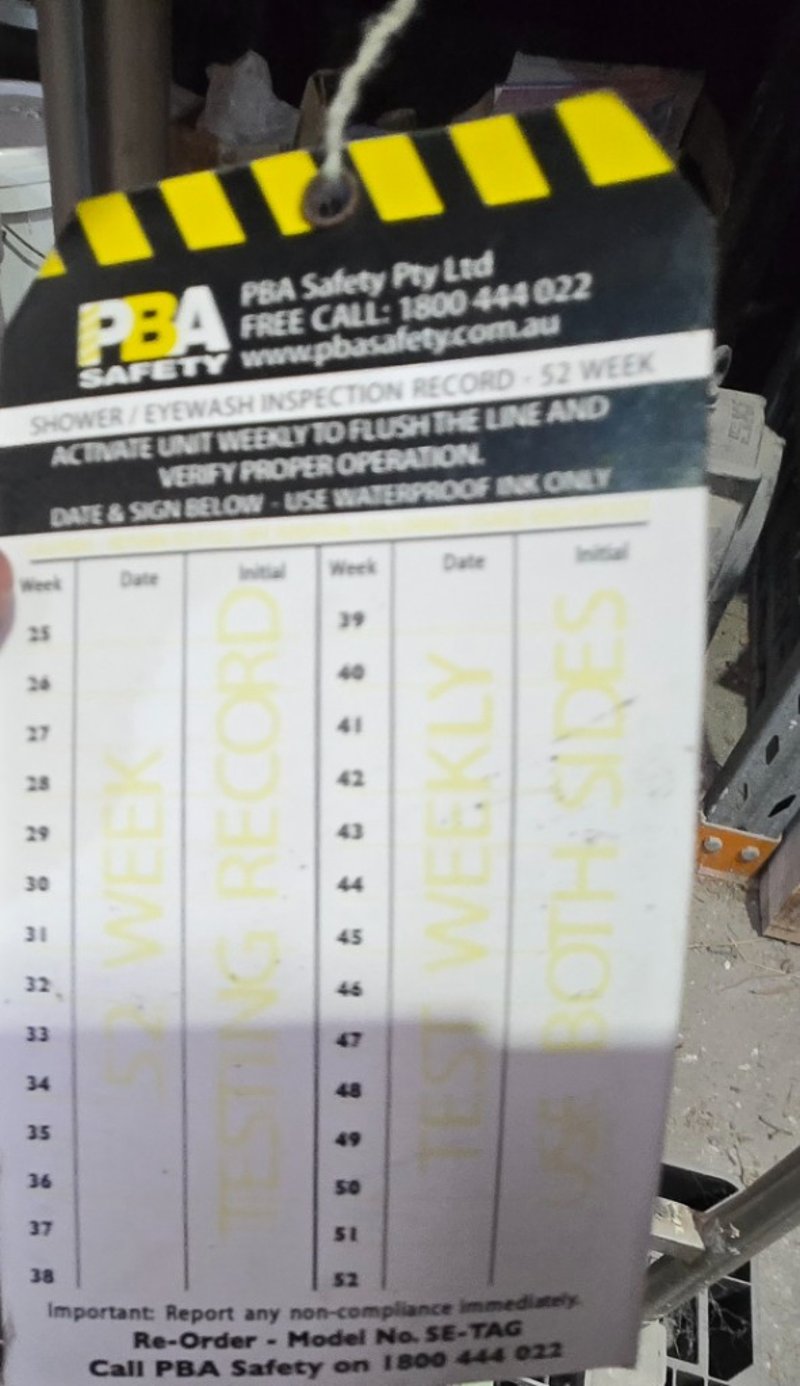 PBA
SAFETY
PBA Safety Pty Ltd
FREE CALL: 1800 444 022
www.pbasafety.com.au
SHOWER / EYEWASH INSPECTION RECORD - 52 WEEK
ACTIVATE UNIT WEEKLY TO FLUSH THE LINE AND
VERIFY PROPER OPERATION.
DATE & SIGN BELOW - USE WATERPROOF INK ONLY
Week Date Initial Week Date Initial
25 39
26 40
27 41
28 42
29 43
30 44
31 45
32 46
33 47
34 48
35 49
36 50
37 51
38 52
52 WEEK
TESTING RECORD
TEST WEEKLY
USE BOTH SIDES
Important: Report any non-compliance immediately.
Re-Order - Model No. SE-TAG
Call PBA Safety on 1800 444 022